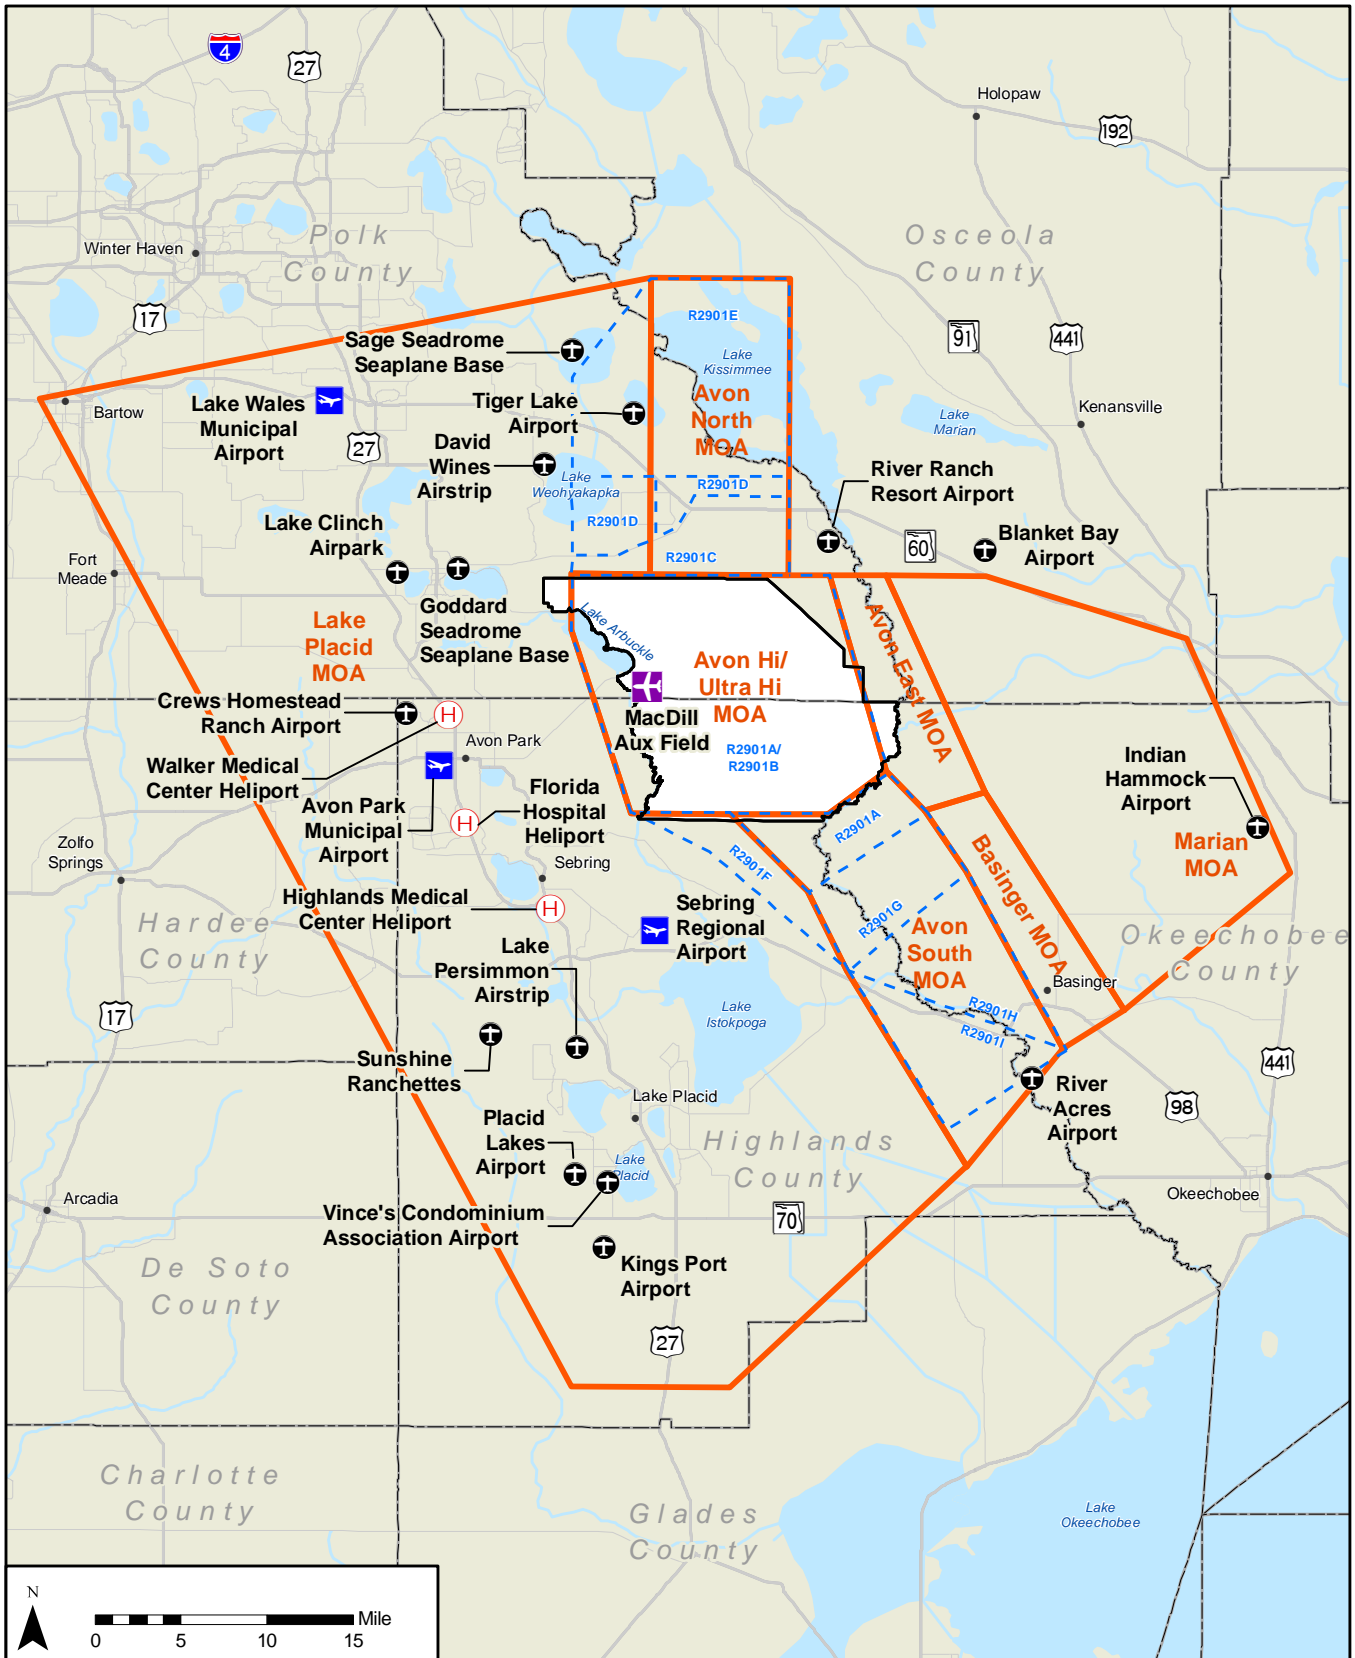 4
27
Holopaw
192
Polk
County
Osceola
County
Winter Haven
17
R2901E
91
441
Sage Seadrome
Seaplane Base
Lake
Kissimmee
Avon
North
MOA
Lake Wales
Municipal
Airport
Bartow
Tiger Lake
Airport
Kenansville
Lake
Marian
27
David
Wines
Airstrip
Lake
Weohyakapka
River Ranch
Resort Airport
R2901D
R2901D
Lake Clinch
Airpark
Blanket Bay
Airport
60
R2901C
Fort
Meade
Goddard
Seadrome
Seaplane Base
Lake Arbuckle
Lake
Placid
MOA
Avon Hi/
Ultra Hi
MOA
Avon East MOA
Crews Homestead
Ranch Airport
MacDill
Aux Field
R2901A/
R2901B
Avon Park
H
Walker Medical
Center Heliport
Indian
Hammock
Airport
Florida
Hospital
Heliport
Avon Park
Municipal
Airport
H
R2901A
Marian
MOA
Zolfo
Springs
Sebring
R2901F
Basinger MOA
Highlands Medical
Center Heliport
H
Sebring
Regional
Airport
R2901G
Avon
South
MOA
Hardee
County
Okeechobee
County
Lake
Persimmon
Airstrip
Basinger
Lake
Istokpoga
R2901H
R2901I
17
Sunshine
Ranchettes
441
Lake Placid
River
Acres
Airport
98
Placid
Lakes
Airport
Highlands
County
Lake
Placid
Arcadia
Okeechobee
Vince's Condominium
Association Airport
70
De Soto
County
Kings Port
Airport
27
Charlotte
County
Glades
County
Lake
Okeechobee
N
Mile
0 5 10 15